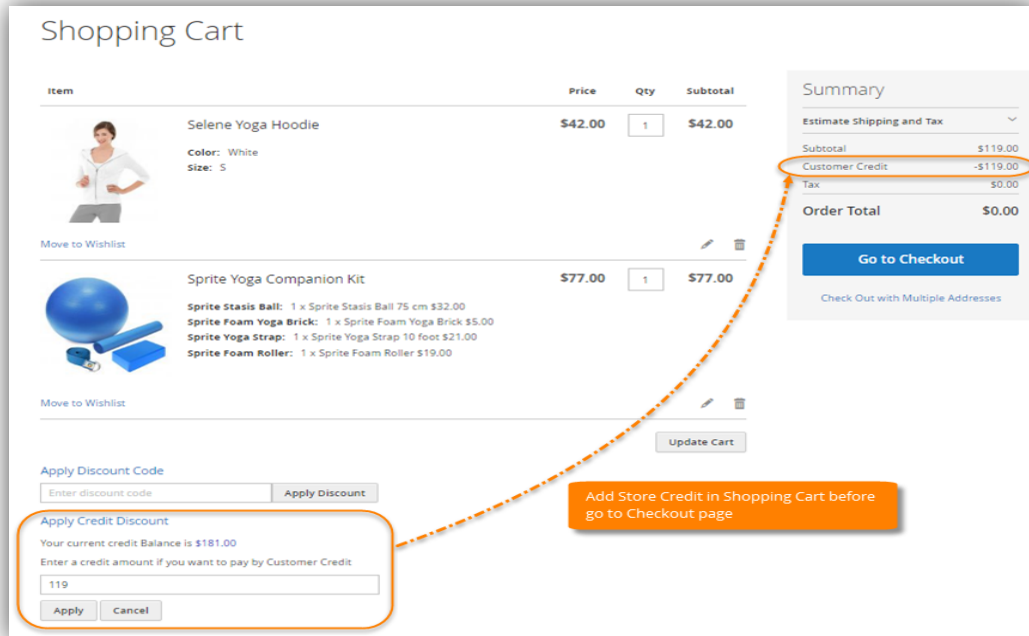 Shopping Cart
Item Price Qty Subtotal
Selene Yoga Hoodie $42.00 1 $42.00
Color: White
Size: S
Move to Wishlist
Sprite Yoga Companion Kit $77.00 1 $77.00
Sprite Stasis Ball: 1 x Sprite Stasis Ball 75 cm $32.00
Sprite Foam Yoga Brick: 1 x Sprite Foam Yoga Brick $5.00
Sprite Yoga Strap: 1 x Sprite Yoga Strap 10 foot $21.00
Sprite Foam Roller: 1 x Sprite Foam Roller $19.00
Move to Wishlist
Update Cart
Apply Discount Code
Enter discount code Apply Discount
Apply Credit Discount
Your current credit Balance is $181.00
Enter a credit amount if you want to pay by Customer Credit
119
Apply Cancel
Add Store Credit in Shopping Cart before
go to Checkout page
Summary
Estimate Shipping and Tax
Subtotal $119.00
Customer Credit -$119.00
Tax $0.00
Order Total $0.00
Go to Checkout
Check Out with Multiple Addresses